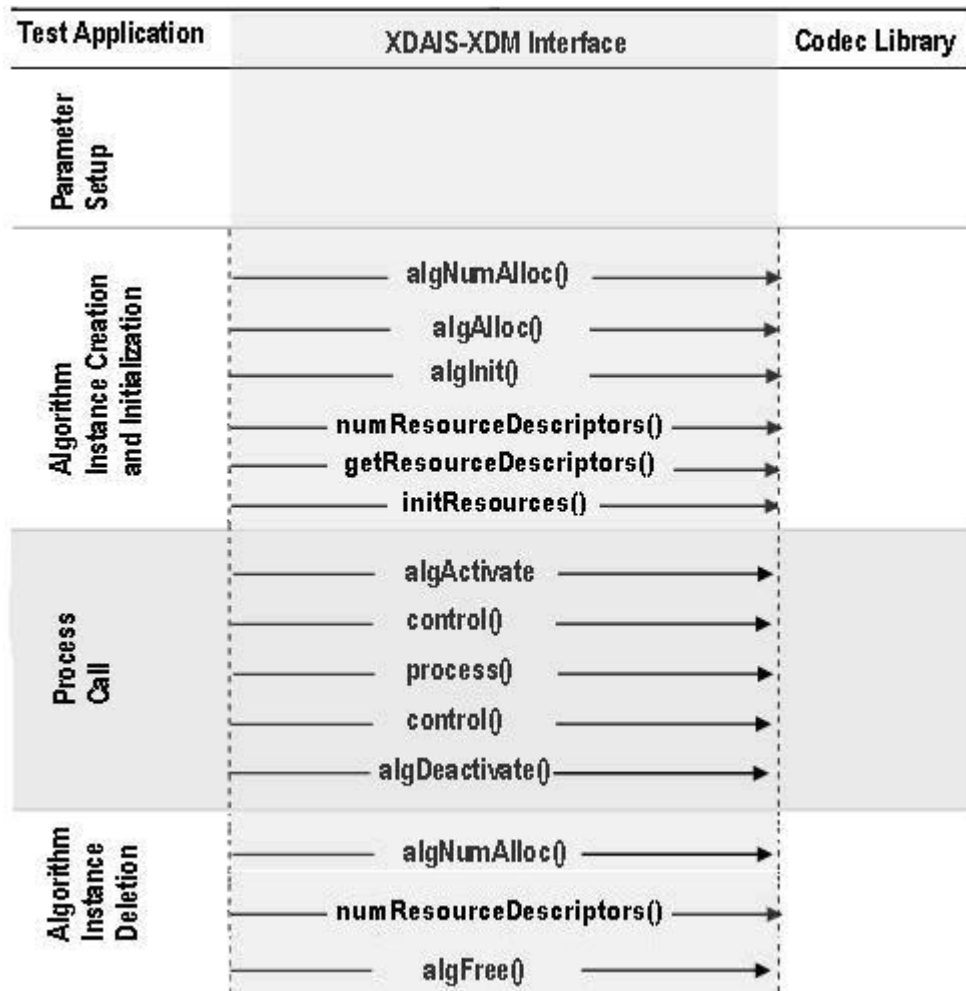 Test Application
XDAIS-XDM Interface
Codec Library
Parameter
Setup
Algorithm
Instance Creation
and Initialization
algNumAlloc()
algAlloc()
algInit()
numResourceDescriptors()
getResourceDescriptors()
initResources()
Process
Call
algActivate
control()
process()
control()
algDeactivate()
Algorithm
Instance
Deletion
algNumAlloc()
numResourceDescriptors()
algFree()